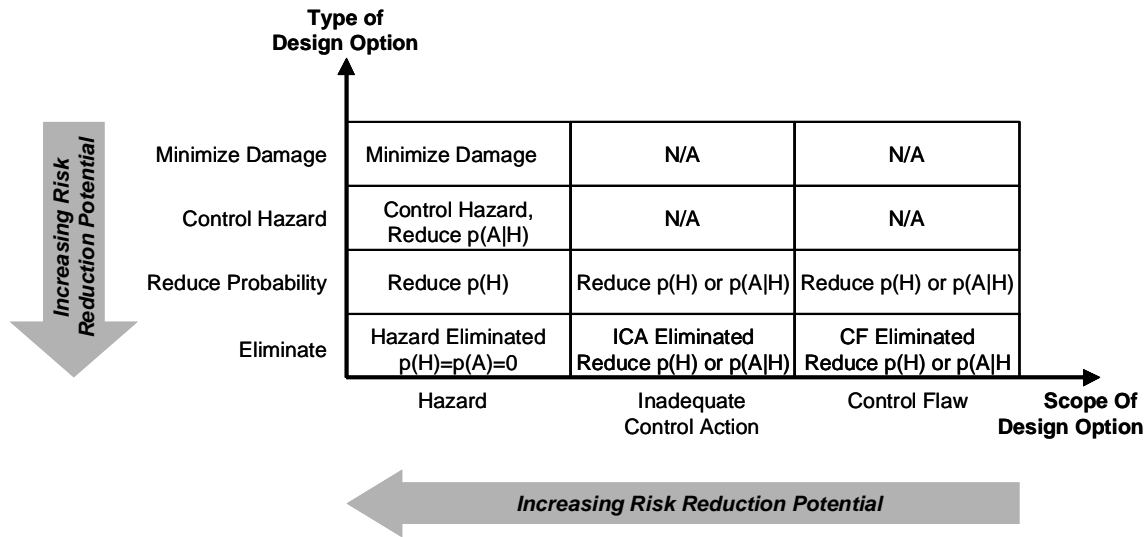 Type of
Design Option
Increasing Risk
Reduction Potential
Minimize Damage
Minimize Damage
N/A
N/A
Control Hazard
Control Hazard,
Reduce p(A|H)
N/A
N/A
Reduce Probability
Reduce p(H)
Reduce p(H) or p(A|H)
Reduce p(H) or p(A|H)
Eliminate
Hazard Eliminated
p(H)=p(A)=0
ICA Eliminated
Reduce p(H) or p(A|H)
CF Eliminated
Reduce p(H) or p(A|H
Hazard
Inadequate
Control Action
Control Flaw
Scope Of
Design Option
Increasing Risk Reduction Potential